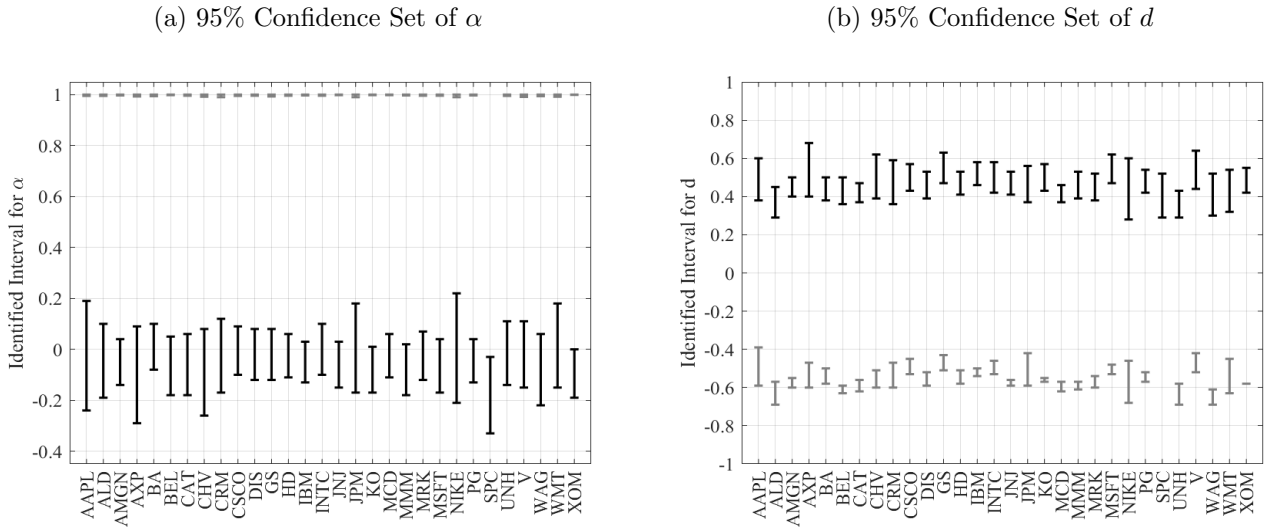 (a) 95% Confidence Set of α
Identified Interval for α
1
0.8
0.6
0.4
0.2
0
-0.2
-0.4
AAPL
ALD
AMGN
AXP
BA
BEL
CAT
CHV
CRM
CSCO
DIS
GS
HD
IBM
INTC
JNJ
JPM
KO
MCD
MMM
MRK
MSFT
NIKE
PG
SPC
UNH
V
WAG
WMT
XOM
(b) 95% Confidence Set of d
Identified Interval for d
1
0.8
0.6
0.4
0.2
0
-0.2
-0.4
-0.6
-0.8
-1
AAPL
ALD
AMGN
AXP
BA
BEL
CAT
CHV
CRM
CSCO
DIS
GS
HD
IBM
INTC
JNJ
JPM
KO
MCD
MMM
MRK
MSFT
NIKE
PG
SPC
UNH
V
WAG
WMT
XOM